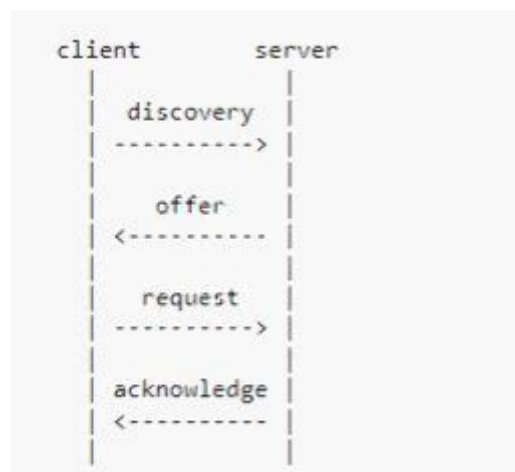 client server
discovery
---------->
offer
<----------
request
---------->
acknowledge
<----------